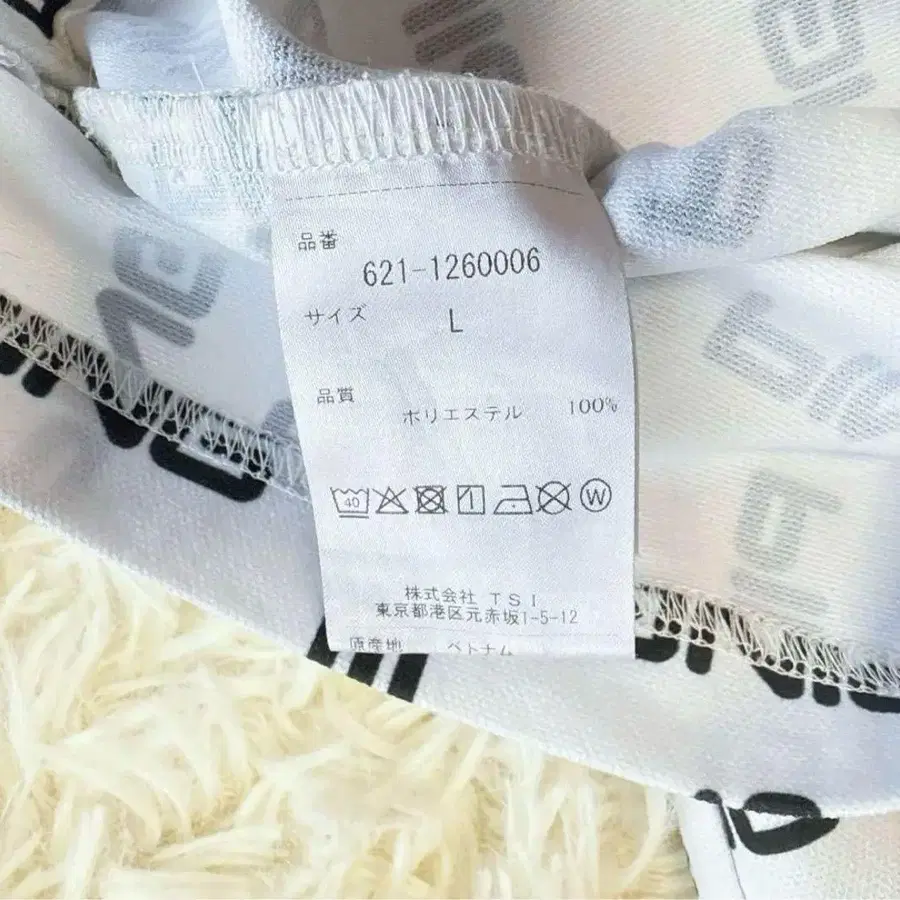 品番
621-1260006
サイズ
L
品質
ポリエステル 100%
40
W
株式会社 TSI
東京都港区元赤坂1-5-12
原産地 ベトナム